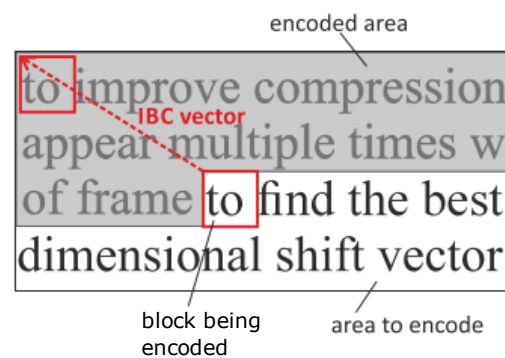 encoded area
to improve compression
IBC vector
appear multiple times w
of frame to find the best
dimensional shift vector
block being
encoded
area to encode